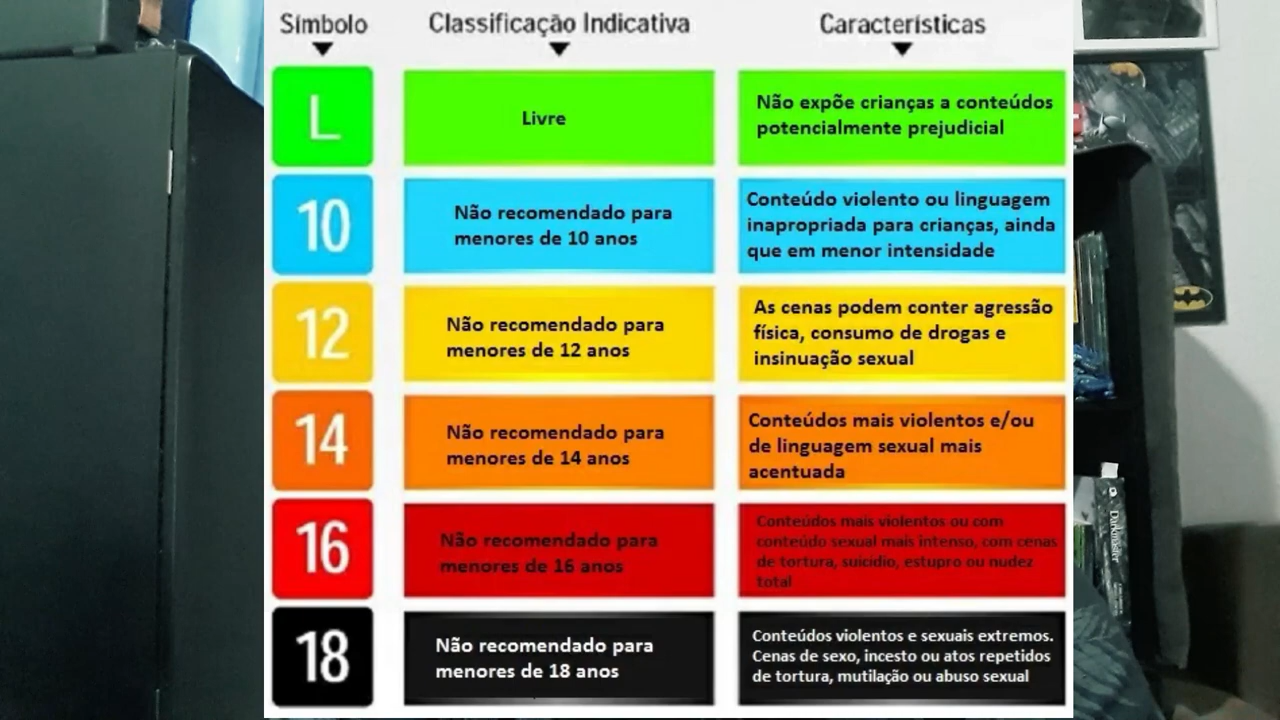 Símbolo
Classificação Indicativa
Características
L
Livre
Não expõe crianças a conteúdos
potencialmente prejudicial
10
Não recomendado para
menores de 10 anos
Conteúdo violento ou linguagem
inapropriada para crianças, ainda
que em menor intensidade
12
Não recomendado para
menores de 12 anos
As cenas podem conter agressão
física, consumo de drogas e
insinuação sexual
14
Não recomendado para
menores de 14 anos
Conteúdos mais violentos e/ou
de linguagem sexual mais
acentuada
16
Não recomendado para
menores de 16 anos
Conteúdos mais violentos ou com
conteúdo sexual mais intenso, com cenas
de tortura, suicídio, estupro ou nudez
total
18
Não recomendado para
menores de 18 anos
Conteúdos violentos e sexuais extremos.
Cenas de sexo, incesto ou atos repetidos
de tortura, mutilação ou abuso sexual